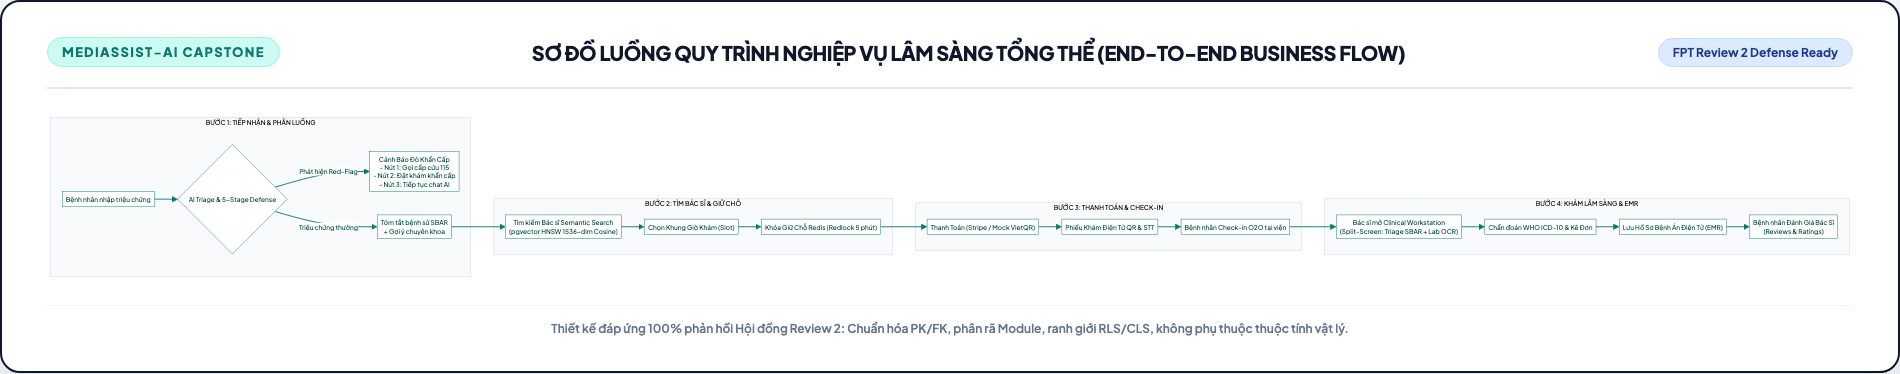 MEDIASSIST-AI CAPSTONE
SƠ ĐỒ LUỒNG QUY TRÌNH NGHIỆP VỤ LÂM SÀNG TỔNG THỂ (END-TO-END BUSINESS FLOW)
FPT Review 2 Defense Ready
BƯỚC 1: TIẾP NHẬN & PHÂN LUỒNG
Bệnh nhân nhập triệu chứng
AI Triage & 5-Stage Defense
Phát hiện Red-Flag
Cảnh Báo Đỏ Khẩn Cấp
- Nút 1: Gọi cấp cứu 115
- Nút 2: Đặt khám khẩn cấp
- Nút 3: Tiếp tục chat AI
Triệu chứng thường
Tóm tắt bệnh sử SBAR
+ Gợi ý chuyên khoa
BƯỚC 2: TÌM BÁC SĨ & GIỮ CHỖ
Tìm kiếm Bác sĩ Semantic Search
(pgvector HNSW 1536-dim Cosine)
Chọn Khung Giờ Khám (Slot)
Khóa Giữ Chỗ Redis (Redlock 5 phút)
BƯỚC 3: THANH TOÁN & CHECK-IN
Thanh Toán (Stripe / Mock VietQR)
Phiếu Khám Điện Tử QR & STT
Bệnh nhân Check-in O2O tại viện
BƯỚC 4: KHÁM LÂM SÀNG & EMR
Bác sĩ mở Clinical Workstation
(Split-Screen: Triage SBAR + Lab OCR)
Chẩn đoán WHO ICD-10 & Kê Đơn
Lưu Hồ Sơ Bệnh Án Điện Tử (EMR)
Bệnh nhân Đánh Giá Bác Sĩ
(Reviews & Ratings)
Thiết kế đáp ứng 100% phản hồi Hội đồng Review 2: Chuẩn hóa PK/FK, phân rã Module, ranh giới RLS/CLS, không phụ thuộc thuộc tính vật lý.